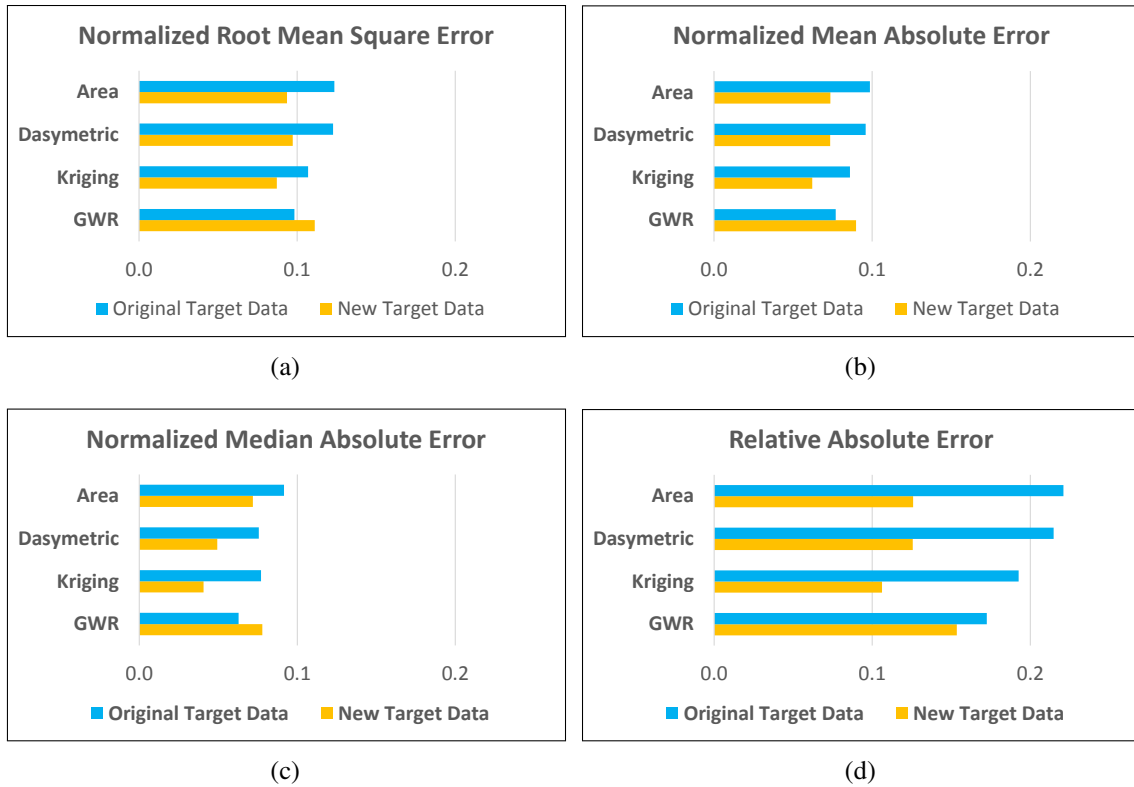 Normalized Root Mean Square Error
Area
Dasymetric
Kriging
GWR
0.0 0.1 0.2
Original Target Data New Target Data
(a)
Normalized Mean Absolute Error
Area
Dasymetric
Kriging
GWR
0.0 0.1 0.2
Original Target Data New Target Data
(b)
Normalized Median Absolute Error
Area
Dasymetric
Kriging
GWR
0.0 0.1 0.2
Original Target Data New Target Data
(c)
Relative Absolute Error
Area
Dasymetric
Kriging
GWR
0.0 0.1 0.2
Original Target Data New Target Data
(d)